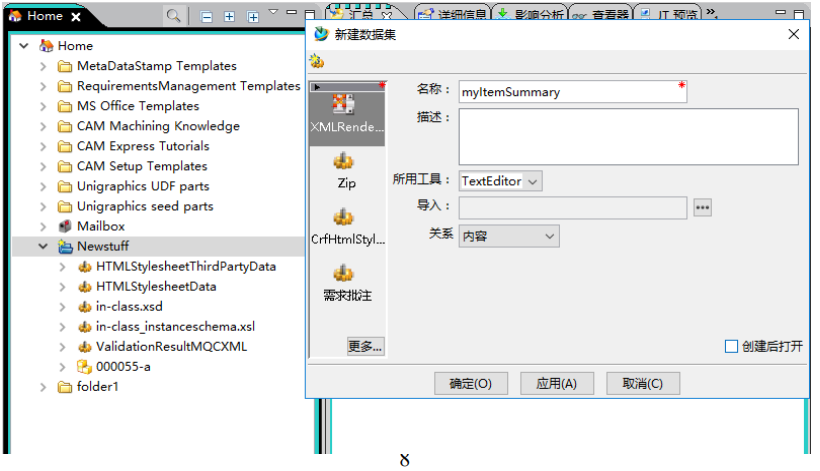 Home
汇总
详细信息
影响分析
查看器
JT 预览
Home
MetaDataStamp Templates
RequirementsManagement Templates
MS Office Templates
CAM Machining Knowledge
CAM Express Tutorials
CAM Setup Templates
Unigraphics UDF parts
Unigraphics seed parts
Mailbox
Newstuff
HTMLStylesheetThirdPartyData
HTMLStylesheetData
in-class.xsd
in-class_instanceschema.xsl
ValidationResultMQCXML
000055-a
folder1
新建数据集
XMLRende...
Zip
CrfHtmlStyl...
需求批注
更多...
名称： myItemSummary *
描述：
所用工具： TextEditor
导入： ...
关系 内容
创建后打开
确定(O) 应用(A) 取消(C)
8